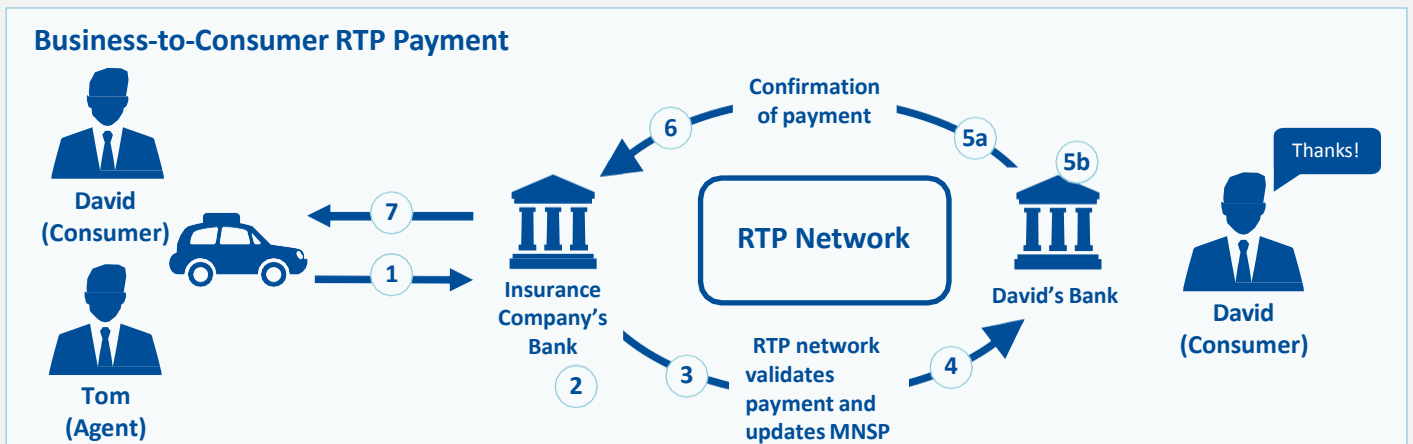 Business-to-Consumer RTP Payment
David
(Consumer)
Tom
(Agent)
7
1
Insurance
Company's
Bank
2
6
Confirmation
of payment
5a
5b
RTP Network
3
RTP network
validates
payment and
updates MNSP
4
David's Bank
Thanks!
David
(Consumer)